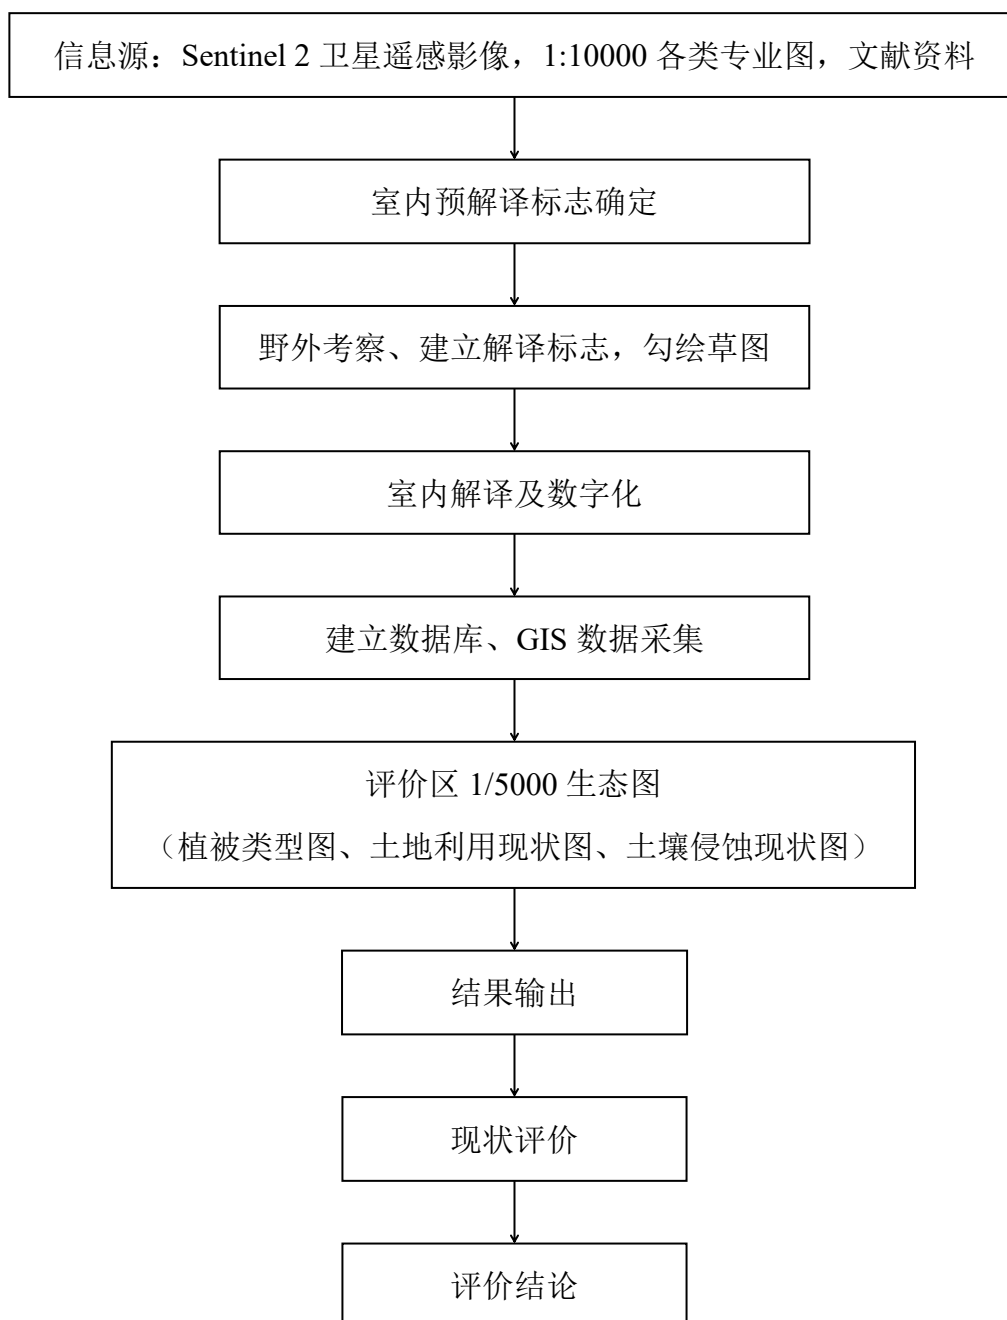 信息源：Sentinel 2 卫星遥感影像，1:10000 各类专业图，文献资料
室内预解译标志确定
野外考察、建立解译标志，勾绘草图
室内解译及数字化
建立数据库、GIS 数据采集
评价区 1/5000 生态图
（植被类型图、土地利用现状图、土壤侵蚀现状图）
结果输出
现状评价
评价结论